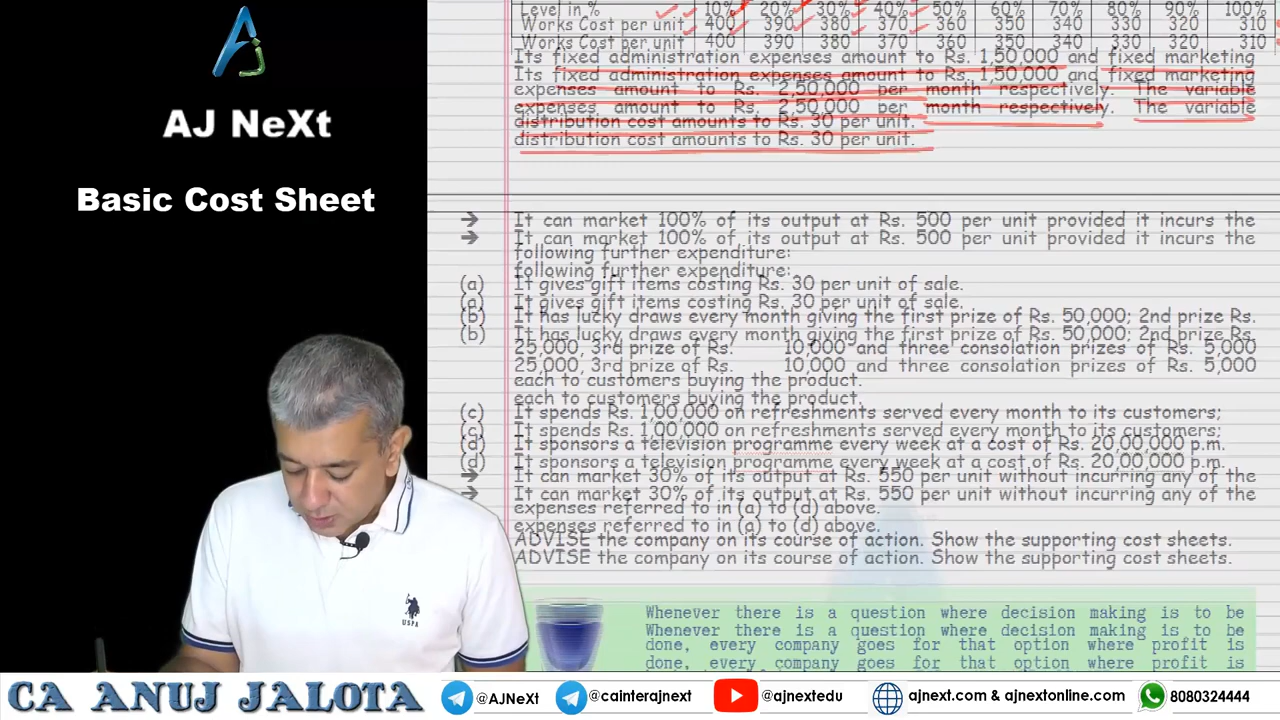 AJ NeXt
Basic Cost Sheet
Level in % 10% 20% 30% 40% 50% 60% 70% 80% 90% 100%
Works Cost per unit 400 390 380 370 360 350 340 330 320 310
Works Cost per unit 400 390 380 370 360 350 340 330 320 310
Its fixed administration expenses amount to Rs. 1,50,000 and fixed marketing
Its fixed administration expenses amount to Rs. 1,50,000 and fixed marketing
expenses amount to Rs. 2,50,000 per month respectively. The variable
expenses amount to Rs. 2,50,000 per month respectively. The variable
distribution cost amounts to Rs. 30 per unit.
distribution cost amounts to Rs. 30 per unit.
→ It can market 100% of its output at Rs. 500 per unit provided it incurs the
→ It can market 100% of its output at Rs. 500 per unit provided it incurs the
following further expenditure:
following further expenditure:
(a) It gives gift items costing Rs. 30 per unit of sale.
(a) It gives gift items costing Rs. 30 per unit of sale.
(b) It has lucky draws every month giving the first prize of Rs. 50,000; 2nd prize Rs.
(b) It has lucky draws every month giving the first prize of Rs. 50,000; 2nd prize Rs.
25,000, 3rd prize of Rs. 10,000 and three consolation prizes of Rs. 5,000
25,000, 3rd prize of Rs. 10,000 and three consolation prizes of Rs. 5,000
each to customers buying the product.
each to customers buying the product.
(c) It spends Rs. 1,00,000 on refreshments served every month to its customers;
(c) It spends Rs. 1,00,000 on refreshments served every month to its customers;
(d) It sponsors a television programme every week at a cost of Rs. 20,00,000 p.m.
(d) It sponsors a television programme every week at a cost of Rs. 20,00,000 p.m.
→ It can market 30% of its output at Rs. 550 per unit without incurring any of the
→ It can market 30% of its output at Rs. 550 per unit without incurring any of the
expenses referred to in (a) to (d) above.
expenses referred to in (a) to (d) above.
ADVISE the company on its course of action. Show the supporting cost sheets.
ADVISE the company on its course of action. Show the supporting cost sheets.
Whenever there is a question where decision making is to be
Whenever there is a question where decision making is to be
done, every company goes for that option where profit is
done, every company goes for that option where profit is
USPA
CA ANUJ JALOTA @AJNeXt @cainterajnext @ajnextedu ajnext.com & ajnextonline.com 8080324444